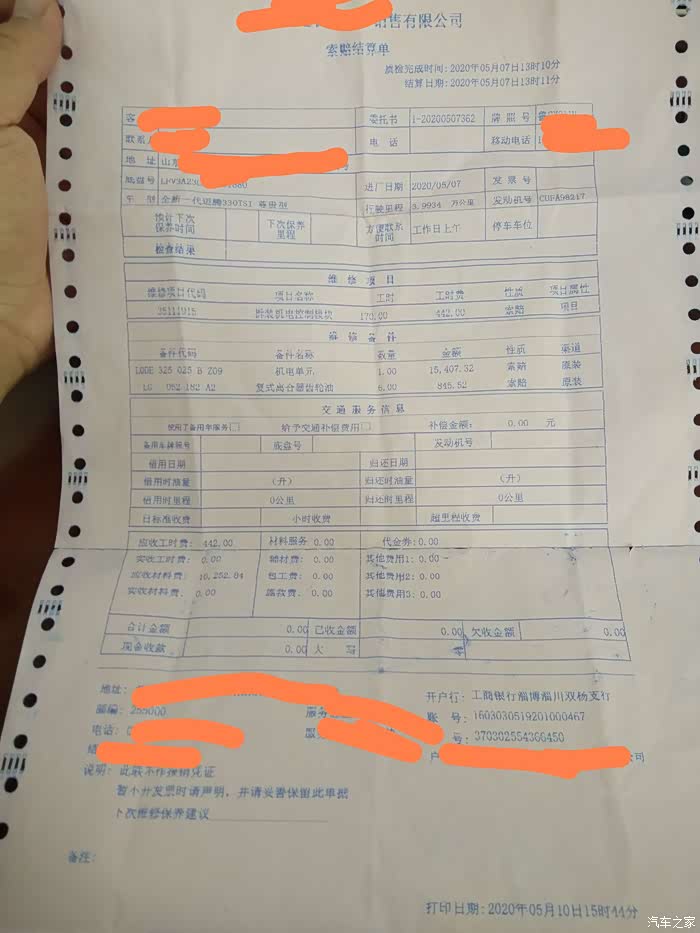 销售有限公司
索赔结算单
质检完成时间: 2020年05月07日13时10分
结算日期: 2020年05月07日13时11分
客 委托书 1-20200507362 牌照号
联系人 电话 移动电话
地址 山东
底盘号 进厂日期 2020/05/07 发票号
车型 全新一代迈腾330TSI 尊贵型 行驶里程 3.9934 万公里 发动机号 CUFA98247
预计下次保养时间 下次保养里程 方便联系时间 工作日上午 停车车位
检查结果
维修项目
维修项目代码 项目名称 工时 工时费 性质 项目属性
35111915 拆装机电控制模块 170.00 442.00 索赔 项目
维修备件
备件代码 备件名称 数量 金额 性质 渠道
L0DE 325 025 B Z09 机电单元 1.00 15,407.32 索赔 原装
LG 052 182 A2 复式离合器齿轮油 6.00 845.52 索赔 原装
交通服务信息
使用了备用车服务□ 给予交通补偿费用□ 补偿金额: 0.00 元
备用车牌照号 底盘号 发动机号
借用日期 归还日期
借用时油量 (升) 归还时油量 (升)
借用时里程 0公里 归还时里程 0公里
日标准收费 小时收费 超里程收费
应收工时费: 442.00 材料服务 0.00 代金券: 0.00
实收工时费: 0.00 辅材费: 0.00 其他费用1: 0.00
应收材料费: 16,252.84 包工费: 0.00 其他费用2: 0.00
实收材料费: 0.00 施救费: 0.00 其他费用3: 0.00
合计金额 0.00 已收金额 0.00 欠收金额 0.00
现金收款 0.00 大写 零
地址: 开户行: 工商银行淄博淄川双杨支行
邮编: 255000 服务 账号: 1603030519201000467
电话: 服 号: 370302554366450
结 户 公司
说明: 此联不作报销凭证
暂不开发票时请声明, 并请妥善保留此单据
下次维修保养建议
备注:
打印日期: 2020年05月10日15时44分
汽车之家